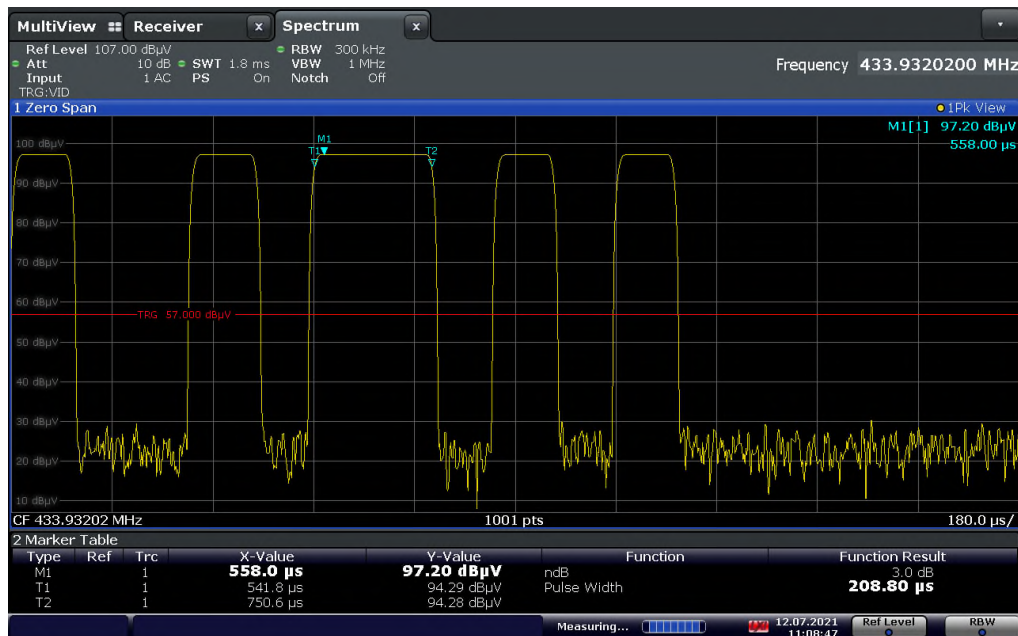 MultiView Receiver x Spectrum x
Ref Level 107.00 dBµV RBW 300 kHz
Att 10 dB SWT 1.8 ms VBW 1 MHz Frequency 433.9320200 MHz
Input 1 AC PS On Notch Off
TRG:VID
1 Zero Span 1Pk View
M1[1] 97.20 dBµV
558.00 µs
M1
T1 T2
100 dBµV
90 dBµV
80 dBµV
70 dBµV
60 dBµV
TRG 57.000 dBµV
50 dBµV
40 dBµV
30 dBµV
20 dBµV
10 dBµV
CF 433.93202 MHz 1001 pts 180.0 µs/
2 Marker Table
Type Ref Trc X-Value Y-Value Function Function Result
M1 1 558.0 µs 97.20 dBµV ndB 3.0 dB
T1 1 541.8 µs 94.29 dBµV Pulse Width 208.80 µs
T2 1 750.6 µs 94.28 dBµV
Measuring... 12.07.2021 Ref Level RBW
11:08:47